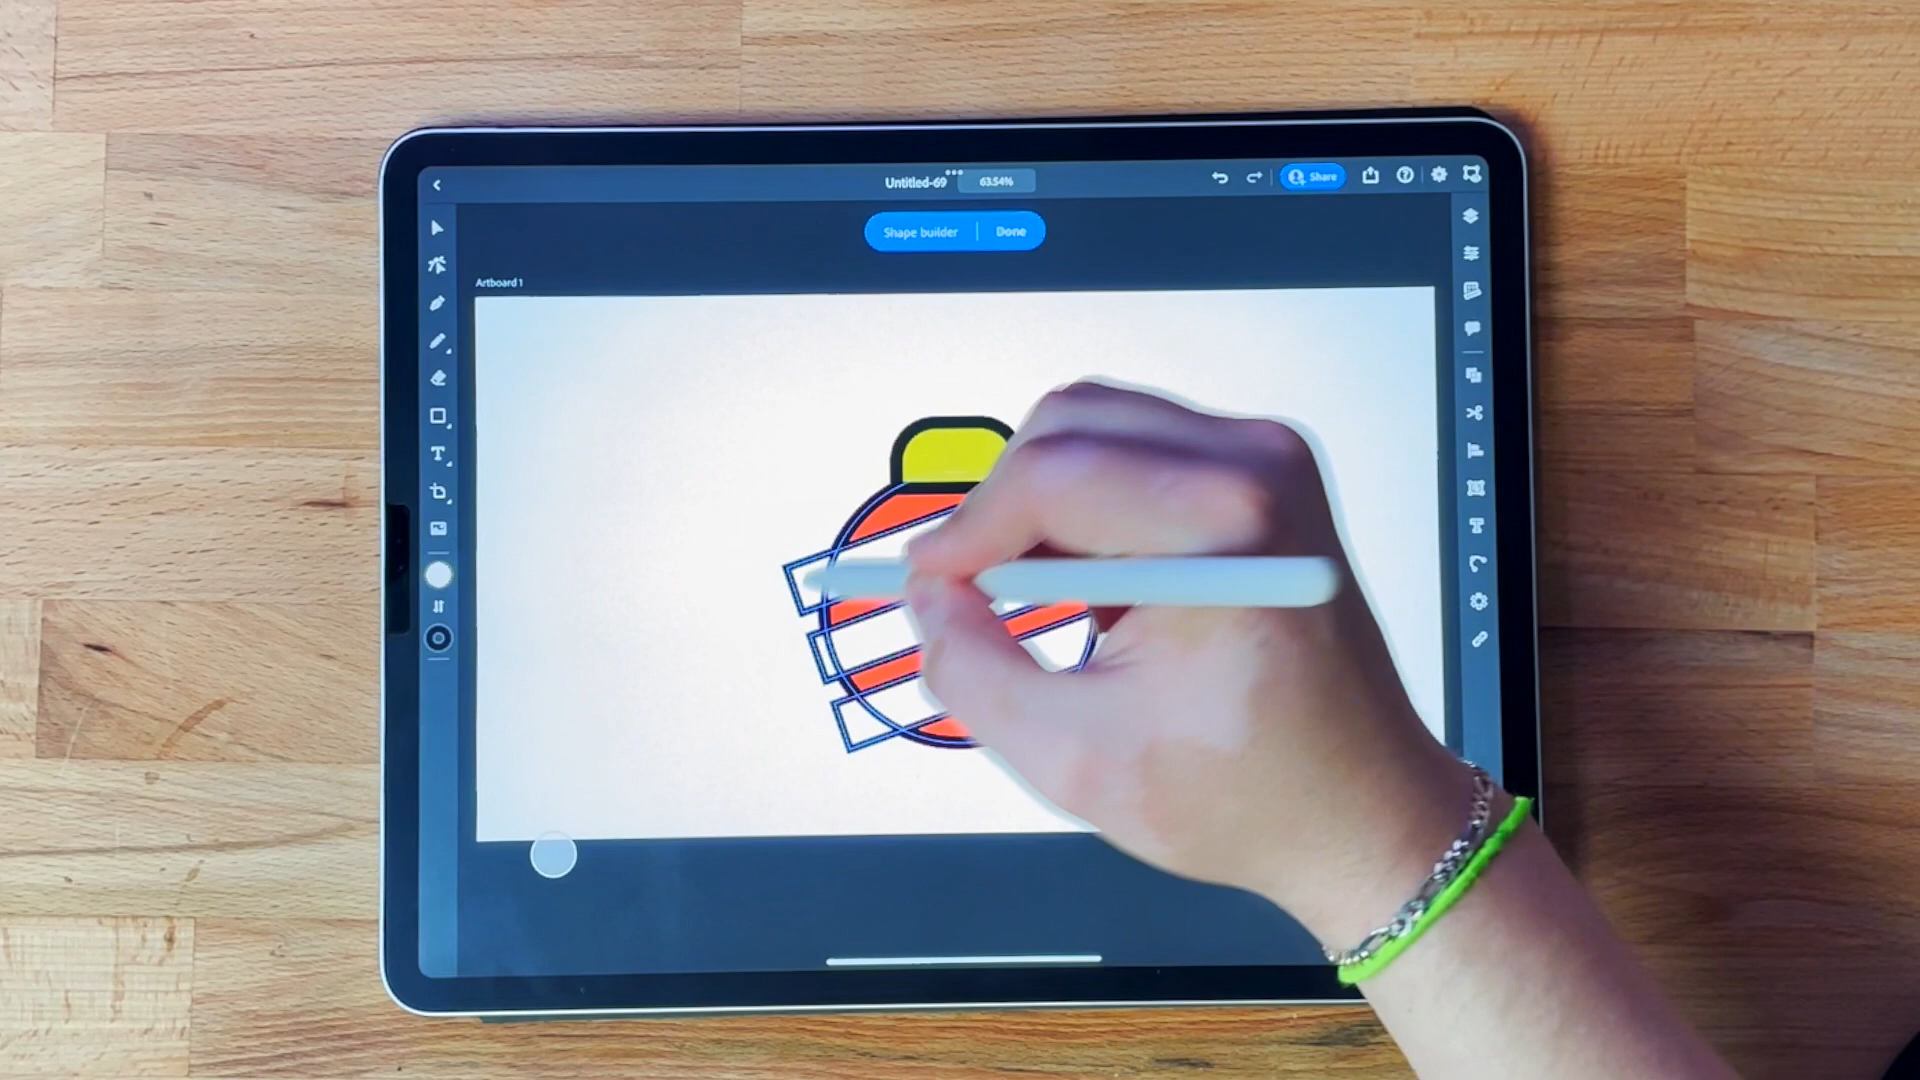 Untitled-69
63.54%
Share
Shape builder
Done
Artboard 1